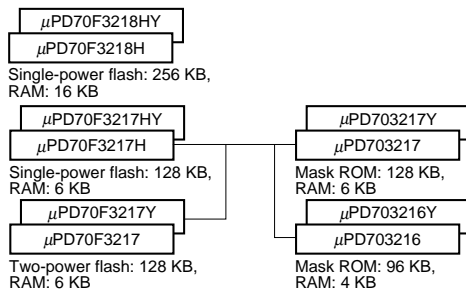 μPD70F3218HY
μPD70F3218H
Single-power flash: 256 KB,
RAM: 16 KB
μPD70F3217HY
μPD70F3217H
Single-power flash: 128 KB,
RAM: 6 KB
μPD70F3217Y
μPD70F3217
Two-power flash: 128 KB,
RAM: 6 KB
μPD703217Y
μPD703217
Mask ROM: 128 KB,
RAM: 6 KB
μPD703216Y
μPD703216
Mask ROM: 96 KB,
RAM: 4 KB